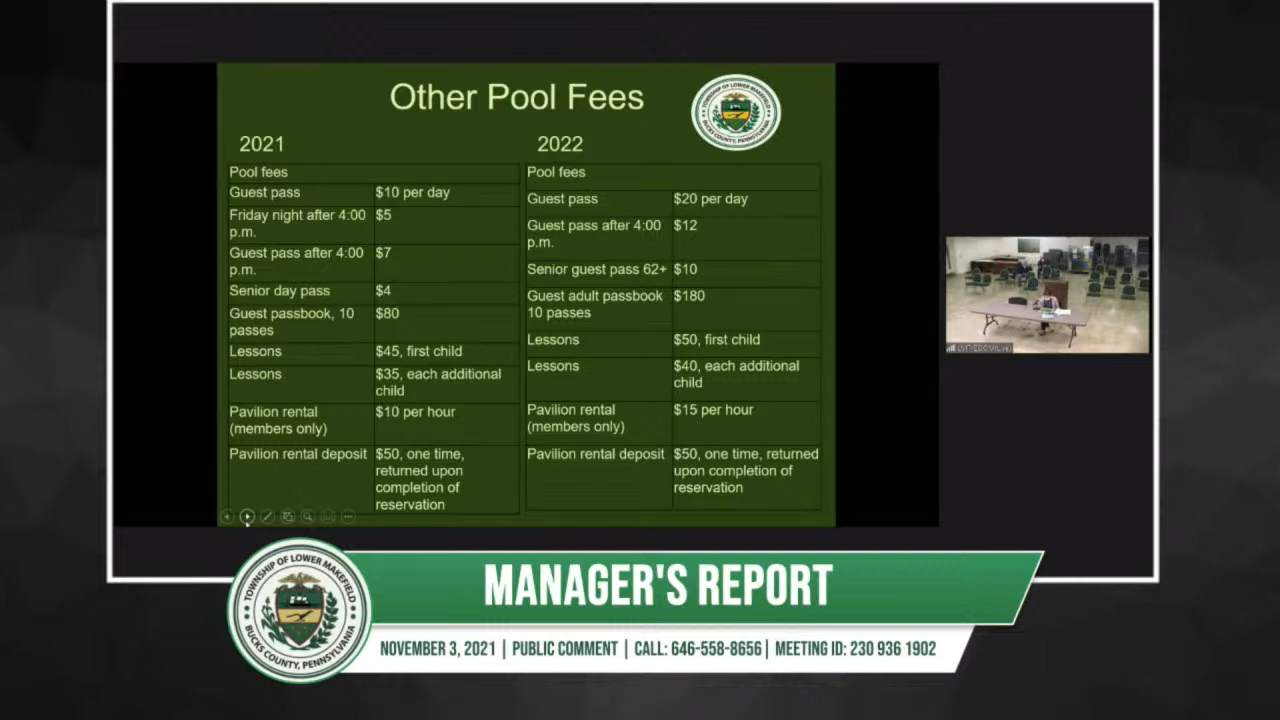 Other Pool Fees
TOWNSHIP OF LOWER MAKEFIELD
BUCKS COUNTY, PENNSYLVANIA
2021
Pool fees
Guest pass $10 per day
Friday night after 4:00 $5
p.m.
Guest pass after 4:00 $7
p.m.
Senior day pass $4
Guest passbook, 10 $80
passes
Lessons $45, first child
Lessons $35, each additional
child
Pavilion rental $10 per hour
(members only)
Pavilion rental deposit $50, one time,
returned upon
completion of
reservation
2022
Pool fees
Guest pass $20 per day
Guest pass after 4:00 $12
p.m.
Senior guest pass 62+ $10
Guest adult passbook $180
10 passes
Lessons $50, first child
Lessons $40, each additional
child
Pavilion rental $15 per hour
(members only)
Pavilion rental deposit $50, one time, returned
upon completion of
reservation
TOWNSHIP OF LOWER MAKEFIELD
BUCKS COUNTY, PENNSYLVANIA
MANAGER'S REPORT
NOVEMBER 3, 2021 | PUBLIC COMMENT | CALL: 646-558-8656 | MEETING ID: 230 936 1902